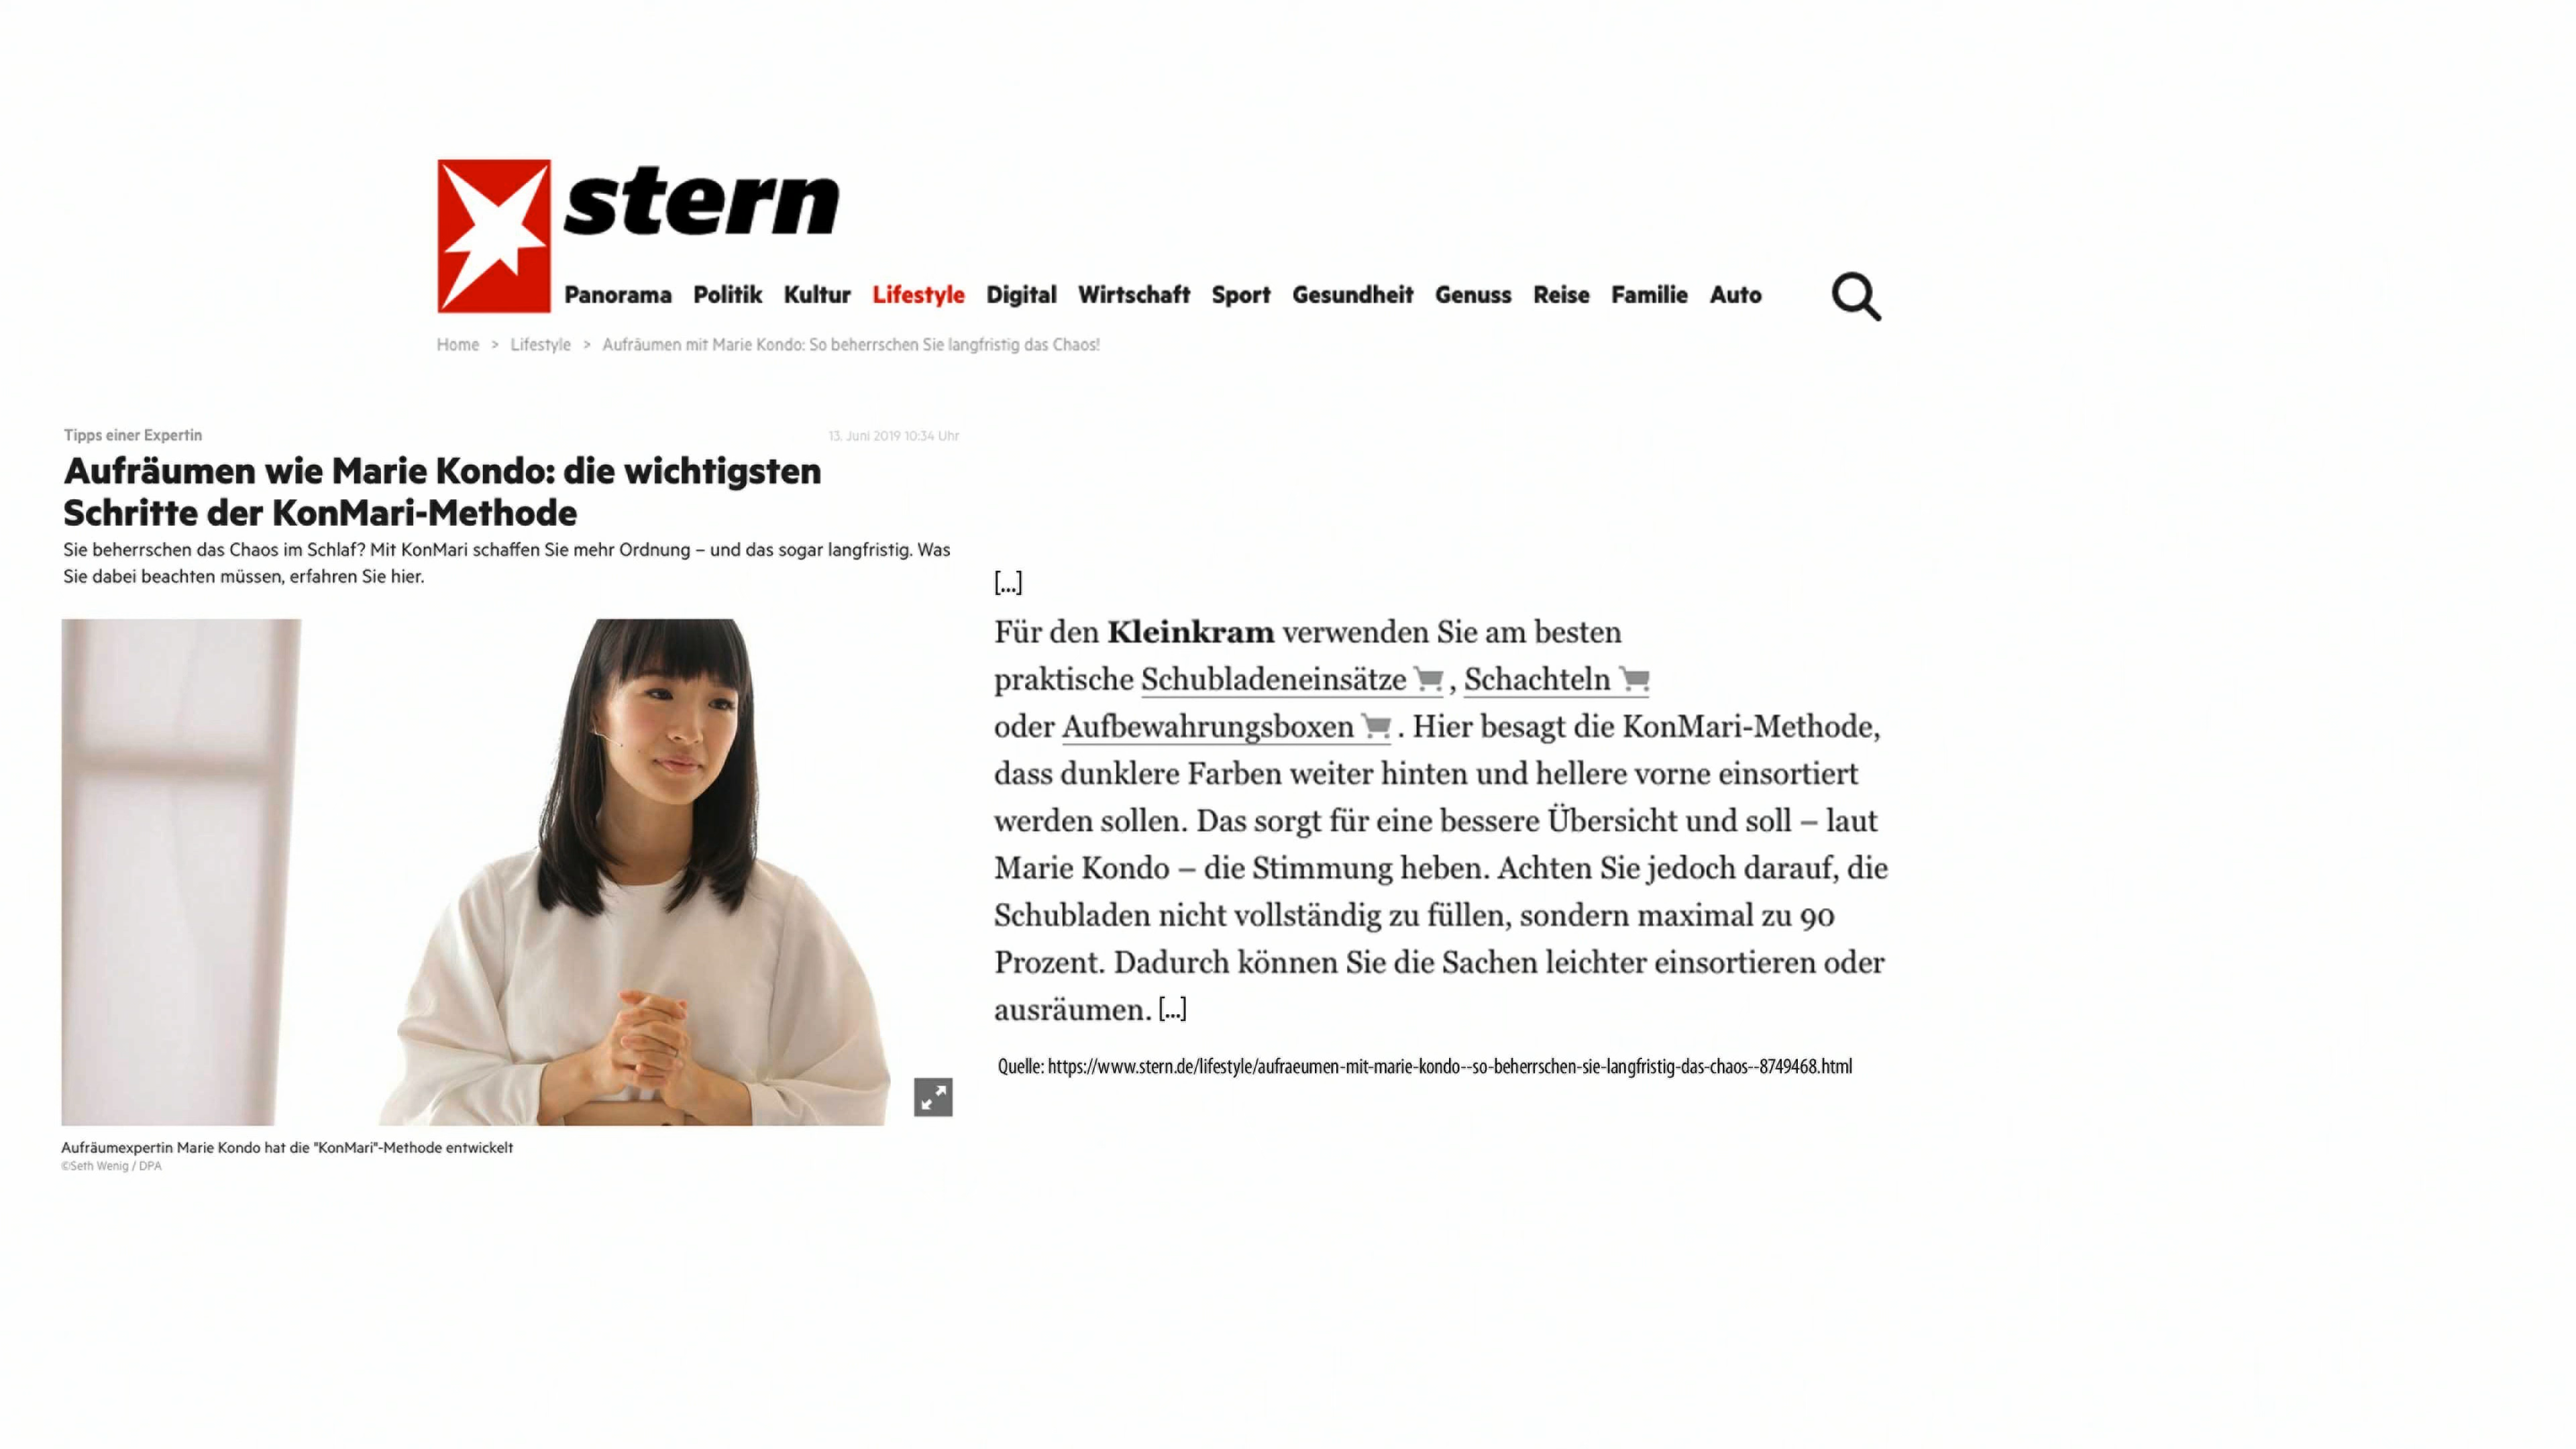 stern
Panorama Politik Kultur Lifestyle Digital Wirtschaft Sport Gesundheit Genuss Reise Familie Auto
Home > Lifestyle > Aufräumen mit Marie Kondo: So beherrschen Sie langfristig das Chaos!
Tipps einer Expertin
13. Juni 2019 10:34 Uhr
Aufräumen wie Marie Kondo: die wichtigsten
Schritte der KonMari-Methode
Sie beherrschen das Chaos im Schlaf? Mit KonMari schaffen Sie mehr Ordnung – und das sogar langfristig. Was
Sie dabei beachten müssen, erfahren Sie hier.
Aufräumexpertin Marie Kondo hat die "KonMari"-Methode entwickelt
©Seth Wenig / DPA
[...]
Für den Kleinkram verwenden Sie am besten
praktische Schubladeneinsätze , Schachteln
oder Aufbewahrungsboxen . Hier besagt die KonMari-Methode,
dass dunklere Farben weiter hinten und hellere vorne einsortiert
werden sollen. Das sorgt für eine bessere Übersicht und soll – laut
Marie Kondo – die Stimmung heben. Achten Sie jedoch darauf, die
Schubladen nicht vollständig zu füllen, sondern maximal zu 90
Prozent. Dadurch können Sie die Sachen leichter einsortieren oder
ausräumen. [...]
Quelle: https://www.stern.de/lifestyle/aufraeumen-mit-marie-kondo--so-beherrschen-sie-langfristig-das-chaos--8749468.html